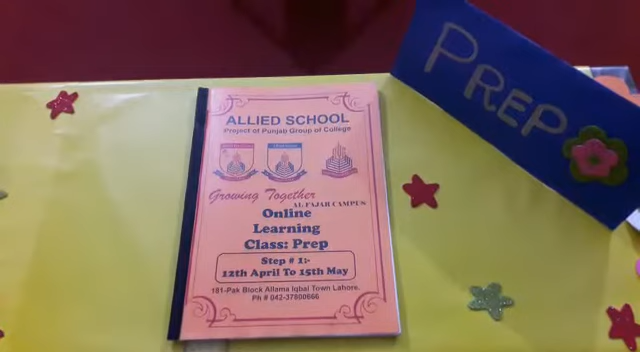 ALLIED SCHOOL
Project of Punjab Group of College
Growing Together
AL FAJAR CAMPUS
Online
Learning
Class: Prep
Step # 1:-
12th April To 15th May
181-Pak Block Allama Iqbal Town Lahore.
Ph # 042-37800666
PREP